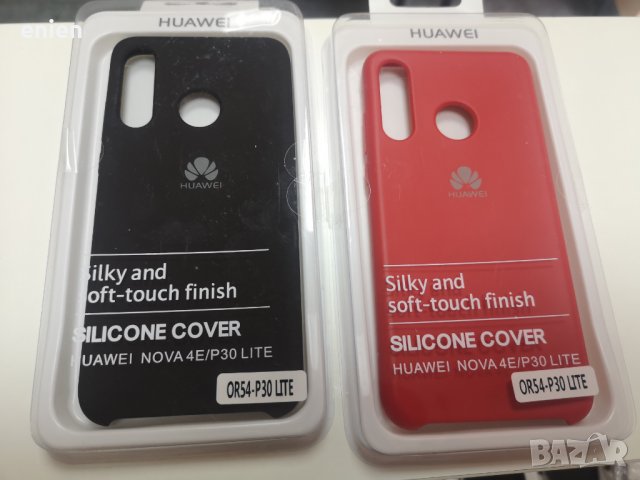 enien
HUAWEI
HUAWEI
Silky and
soft-touch finish
SILICONE COVER
HUAWEI NOVA 4E/P30 LITE
OR54-P30 LITE
HUAWEI
HUAWEI
Silky and
soft-touch finish
SILICONE COVER
HUAWEI NOVA 4E/P30 LITE
OR54-P30 LITE
BAZAR